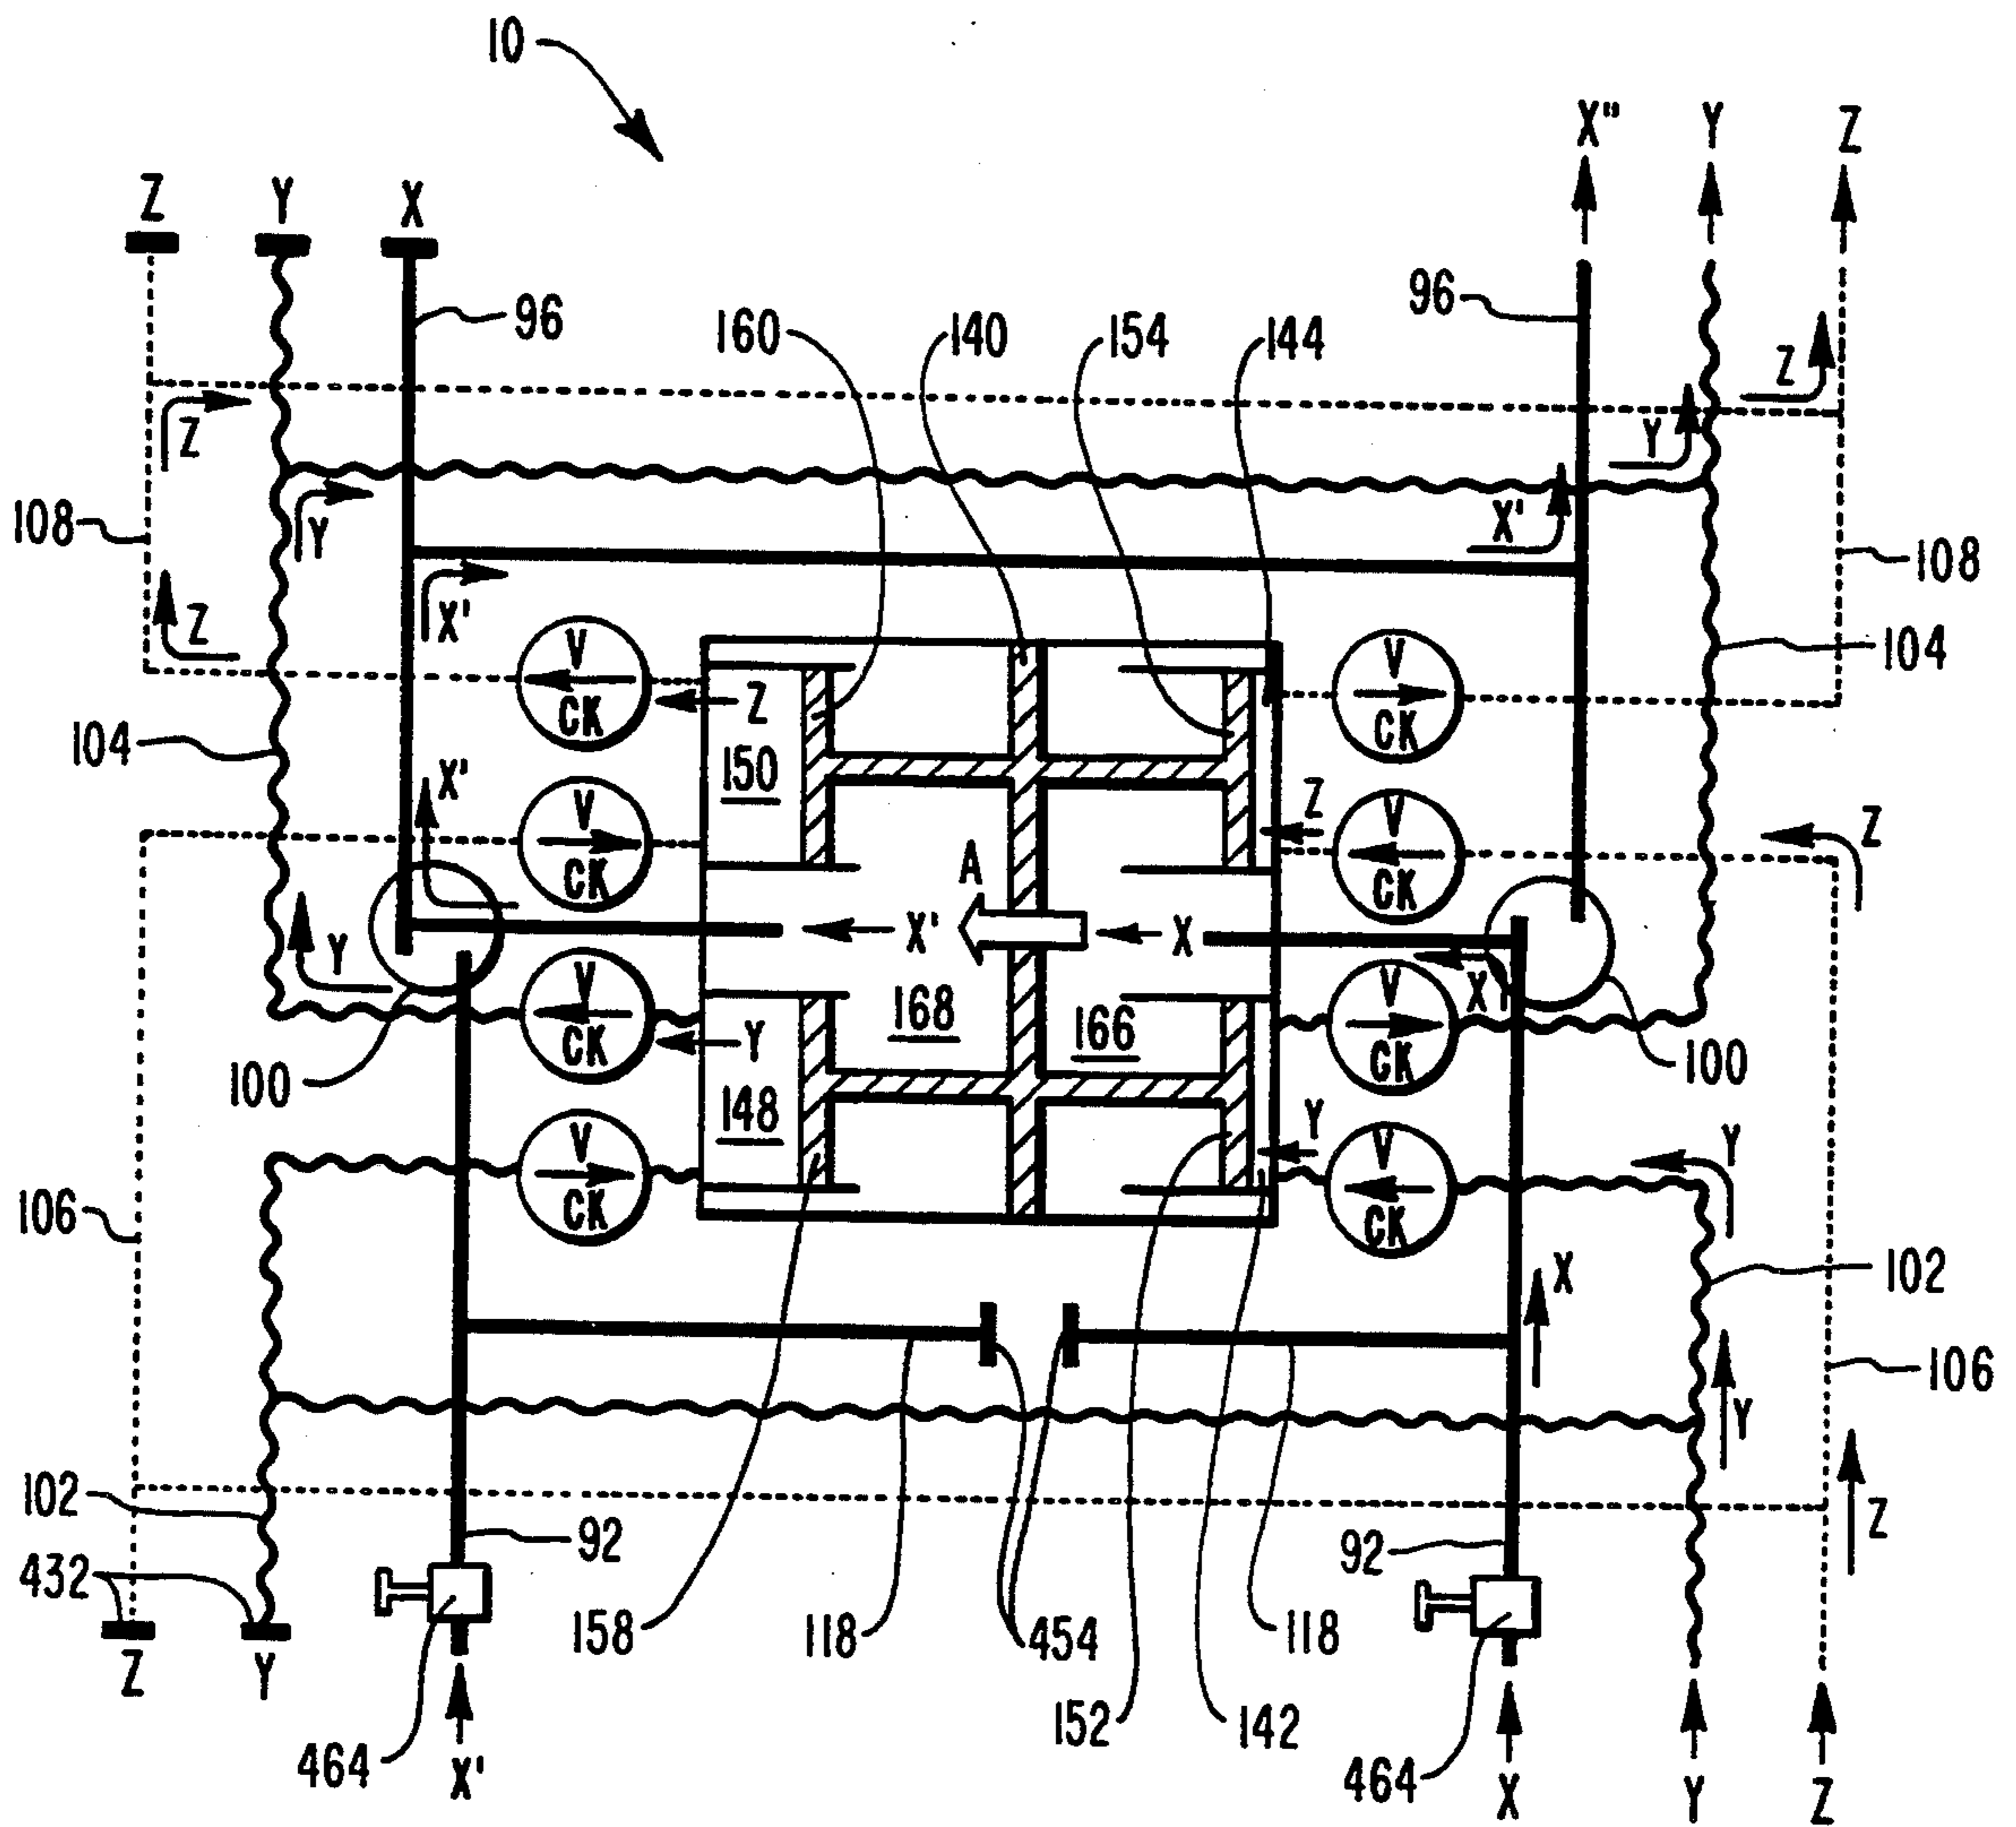 10
X" Y Z
Z Y X
96 96
160 140 154 144
Z
Z Y
Y X'
108 108
X'
Z
V CK V CK
Z
104 104
150
X' V CK Z V CK Z
A
X' X
Y V CK X V CK
168 166
Y
100 100
148
V CK Y V CK Y
106
X 102
106
Y
102 Z
92 92
432
158 118 454 118
Z Y
152 142
464 464
X' X Y Z